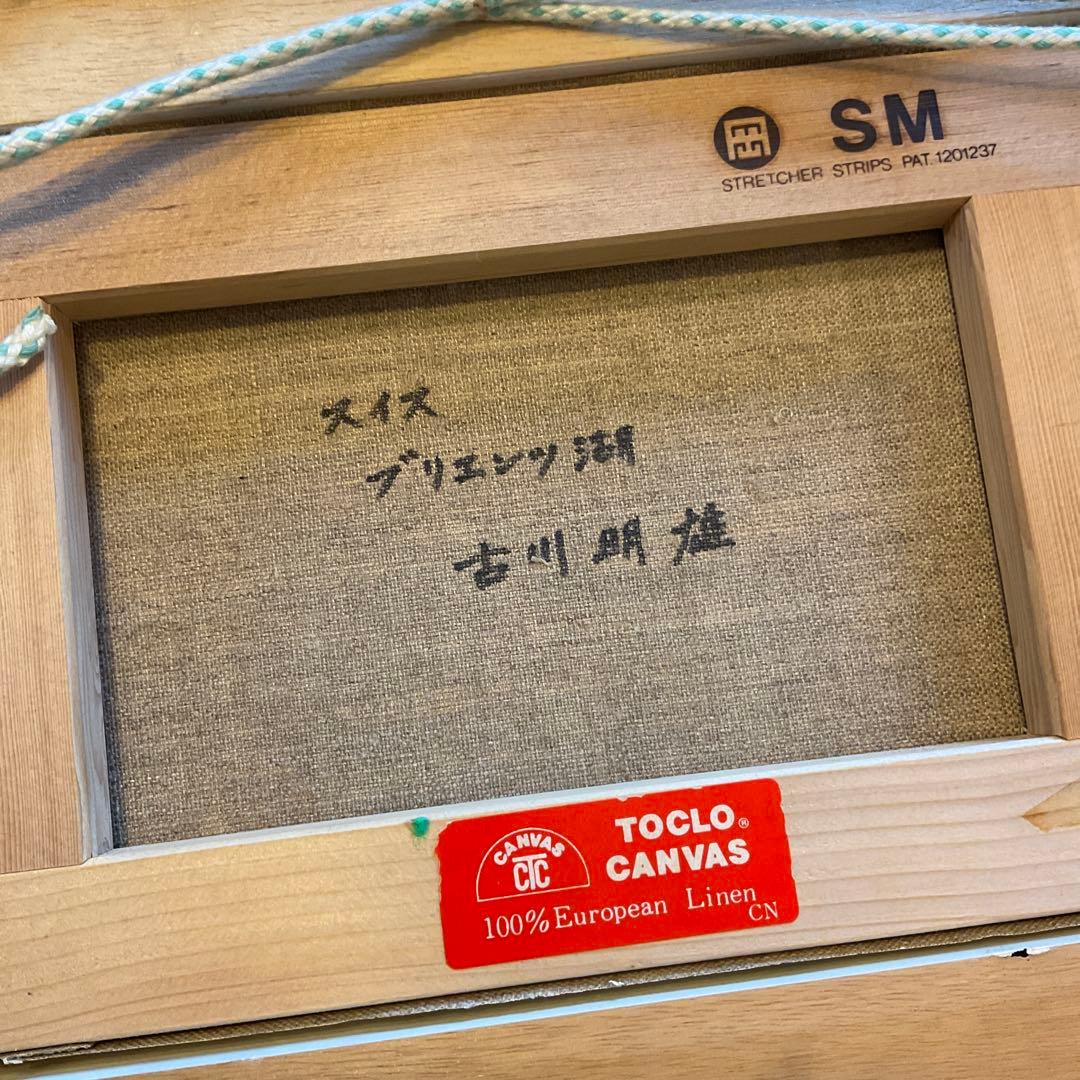 SM
STRETCHER STRIPS PAT. 1201237
スイス
ブリエンツ湖
古川明雄
CANVAS
CTC
TOCLO®
CANVAS
100% European Linen
CN